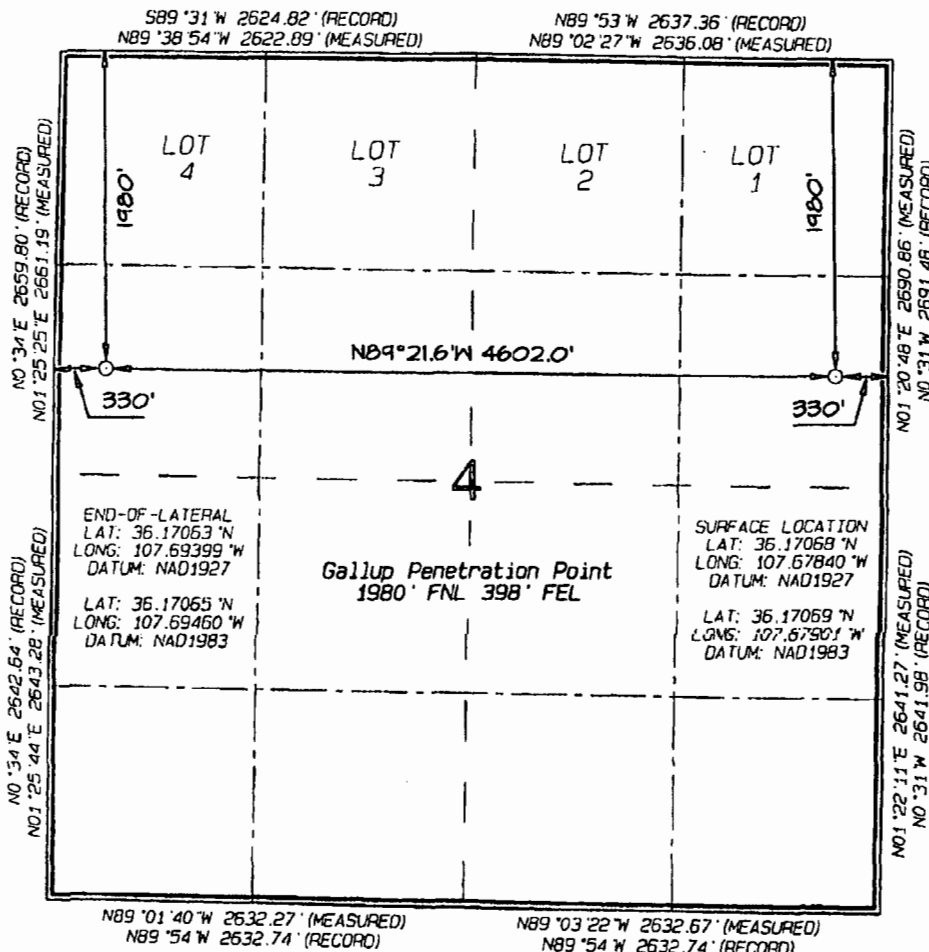 S89°31'W 2624.82' (RECORD)
N89°38'54"W 2622.89' (MEASURED)
N89°53'W 2637.36' (RECORD)
N89°02'27"W 2636.08' (MEASURED)
N0°34'E 2659.80' (RECORD)
N01°25'25"E 2661.19' (MEASURED)
LOT
4
LOT
3
LOT
2
LOT
1
1980'
1980'
N01°20'48"E 2690.86' (MEASURED)
N0°31'W 2691.48' (RECORD)
N89°21.6'W 4602.0'
330'
330'
4
END-OF-LATERAL
LAT: 36.17063°N
LONG: 107.69399°W
DATUM: NAD1927
LAT: 36.17065°N
LONG: 107.69460°W
DATUM: NAD1983
Gallup Penetration Point
1980' FNL 398' FEL
SURFACE LOCATION
LAT: 36.17068°N
LONG: 107.67840°W
DATUM: NAD1927
LAT: 36.17069°N
LONG: 107.67901°W
DATUM: NAD1983
N0°34'E 2642.64' (RECORD)
N01°25'44"E 2643.28' (MEASURED)
N01°22'11"E 2641.27' (MEASURED)
N0°31'W 2641.98' (RECORD)
N89°01'40"W 2632.27' (MEASURED)
N89°54'W 2632.74' (RECORD)
N89°03'22"W 2632.67' (MEASURED)
N89°54'W 2632.74' (RECORD)